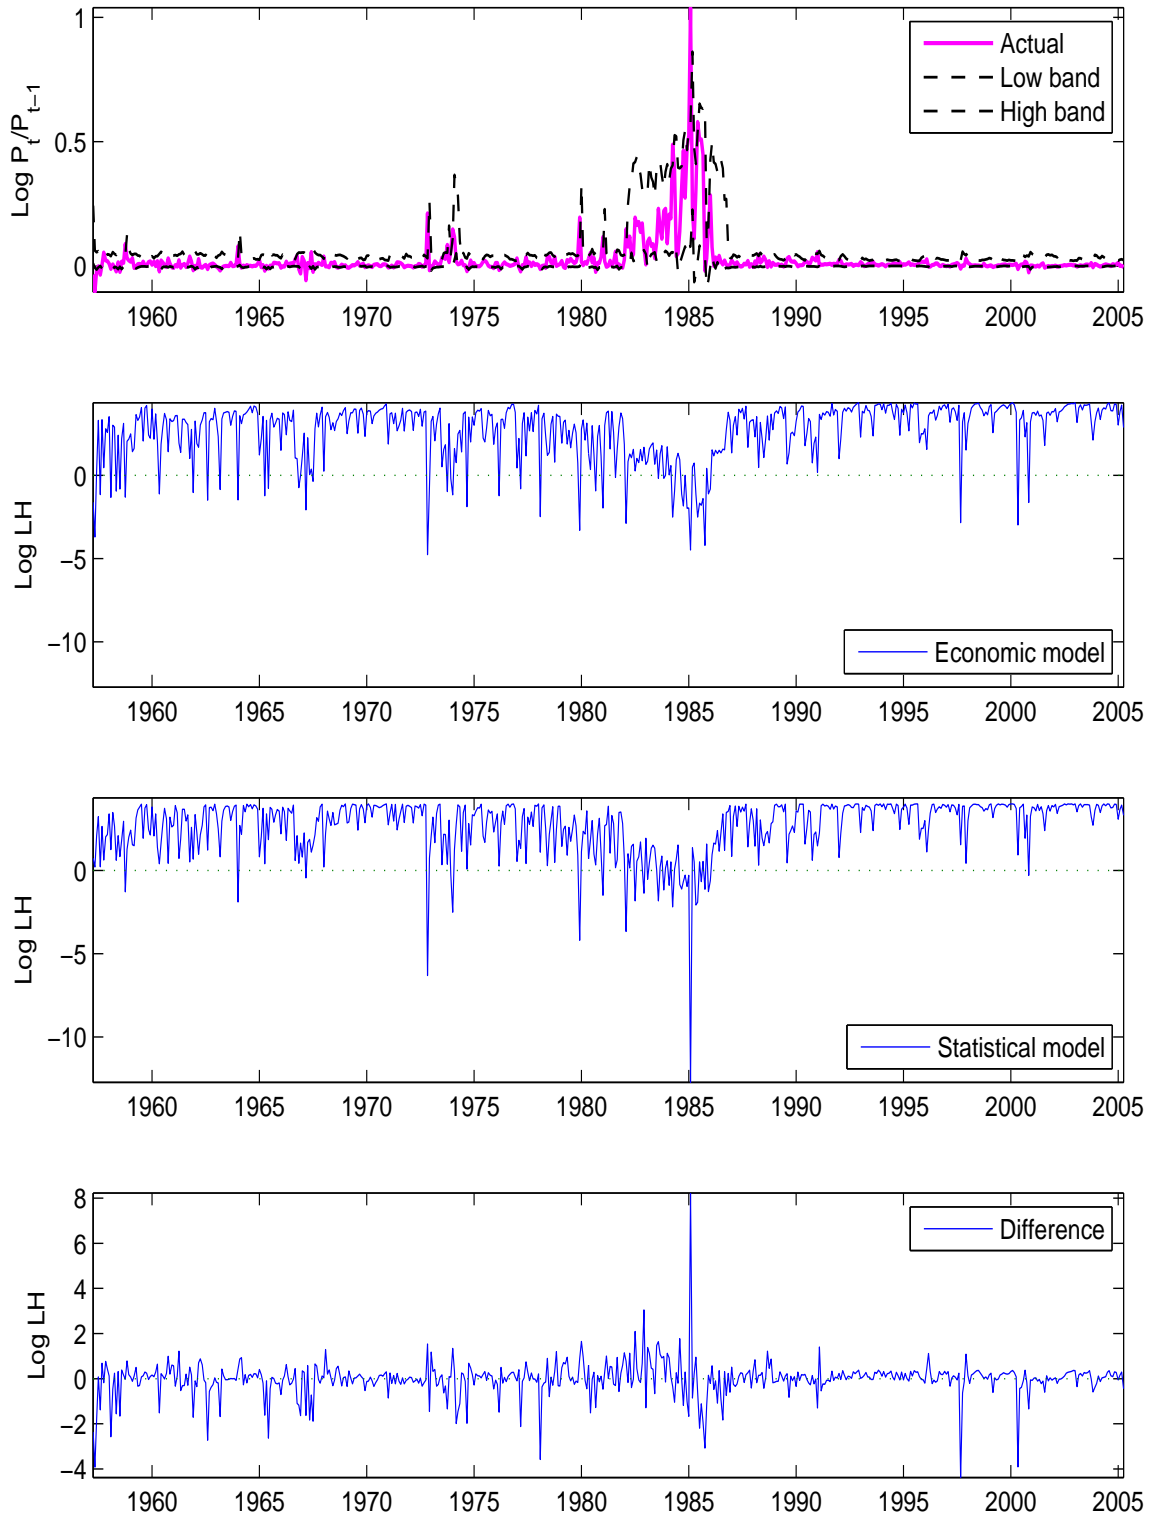 1
0.5
0
Log P_t/P_{t−1}
Actual
Low band
High band
1960 1965 1970 1975 1980 1985 1990 1995 2000 2005
0
−5
−10
Log LH
Economic model
1960 1965 1970 1975 1980 1985 1990 1995 2000 2005
0
−5
−10
Log LH
Statistical model
1960 1965 1970 1975 1980 1985 1990 1995 2000 2005
8
6
4
2
0
−2
−4
Log LH
Difference
1960 1965 1970 1975 1980 1985 1990 1995 2000 2005